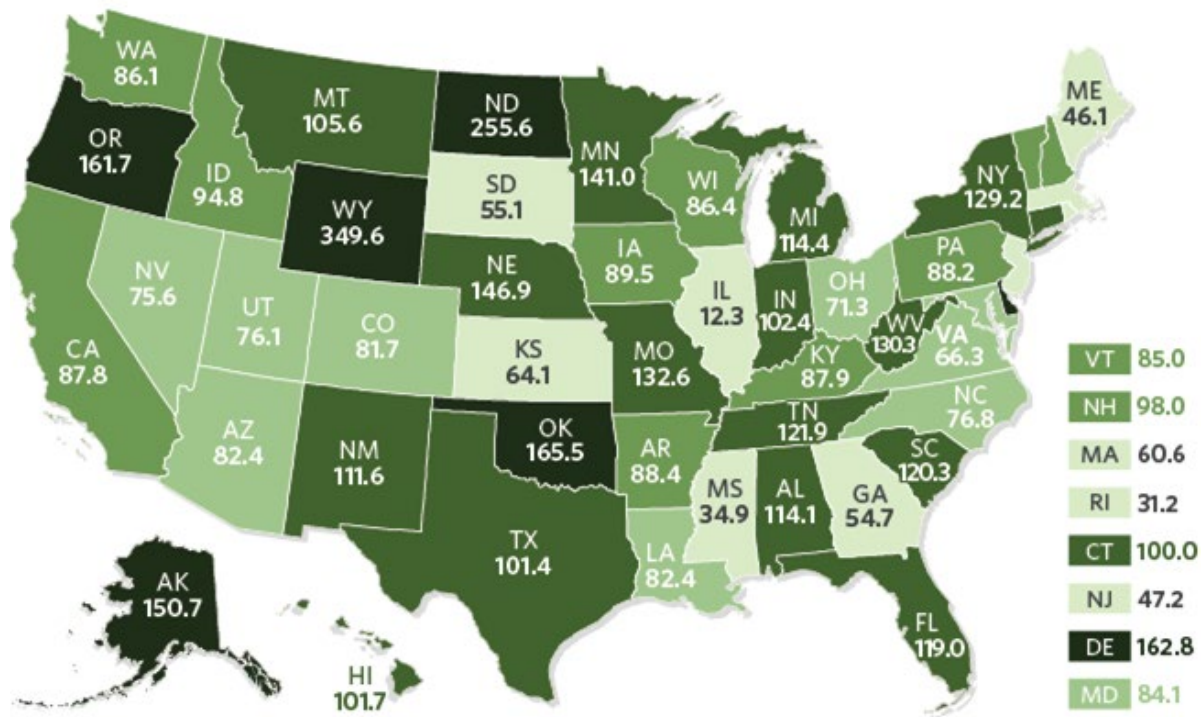 WA
86.1
MT
105.6
ND
255.6
ME
46.1
OR
161.7
ID
94.8
MN
141.0
SD
55.1
WI
86.4
NY
129.2
WY
349.6
MI
114.4
PA
88.2
IA
89.5
NE
146.9
NV
75.6
UT
76.1
CO
81.7
IL
12.3
IN
102.4
OH
71.3
WV
130.3
VA
66.3
CA
87.8
KS
64.1
MO
132.6
KY
87.9
VT 85.0
NH 98.0
MA 60.6
RI 31.2
CT 100.0
NJ 47.2
DE 162.8
MD 84.1
NC
76.8
TN
121.9
AZ
82.4
NM
111.6
OK
165.5
AR
88.4
SC
120.3
MS
34.9
AL
114.1
GA
54.7
TX
101.4
LA
82.4
AK
150.7
HI
101.7
FL
119.0